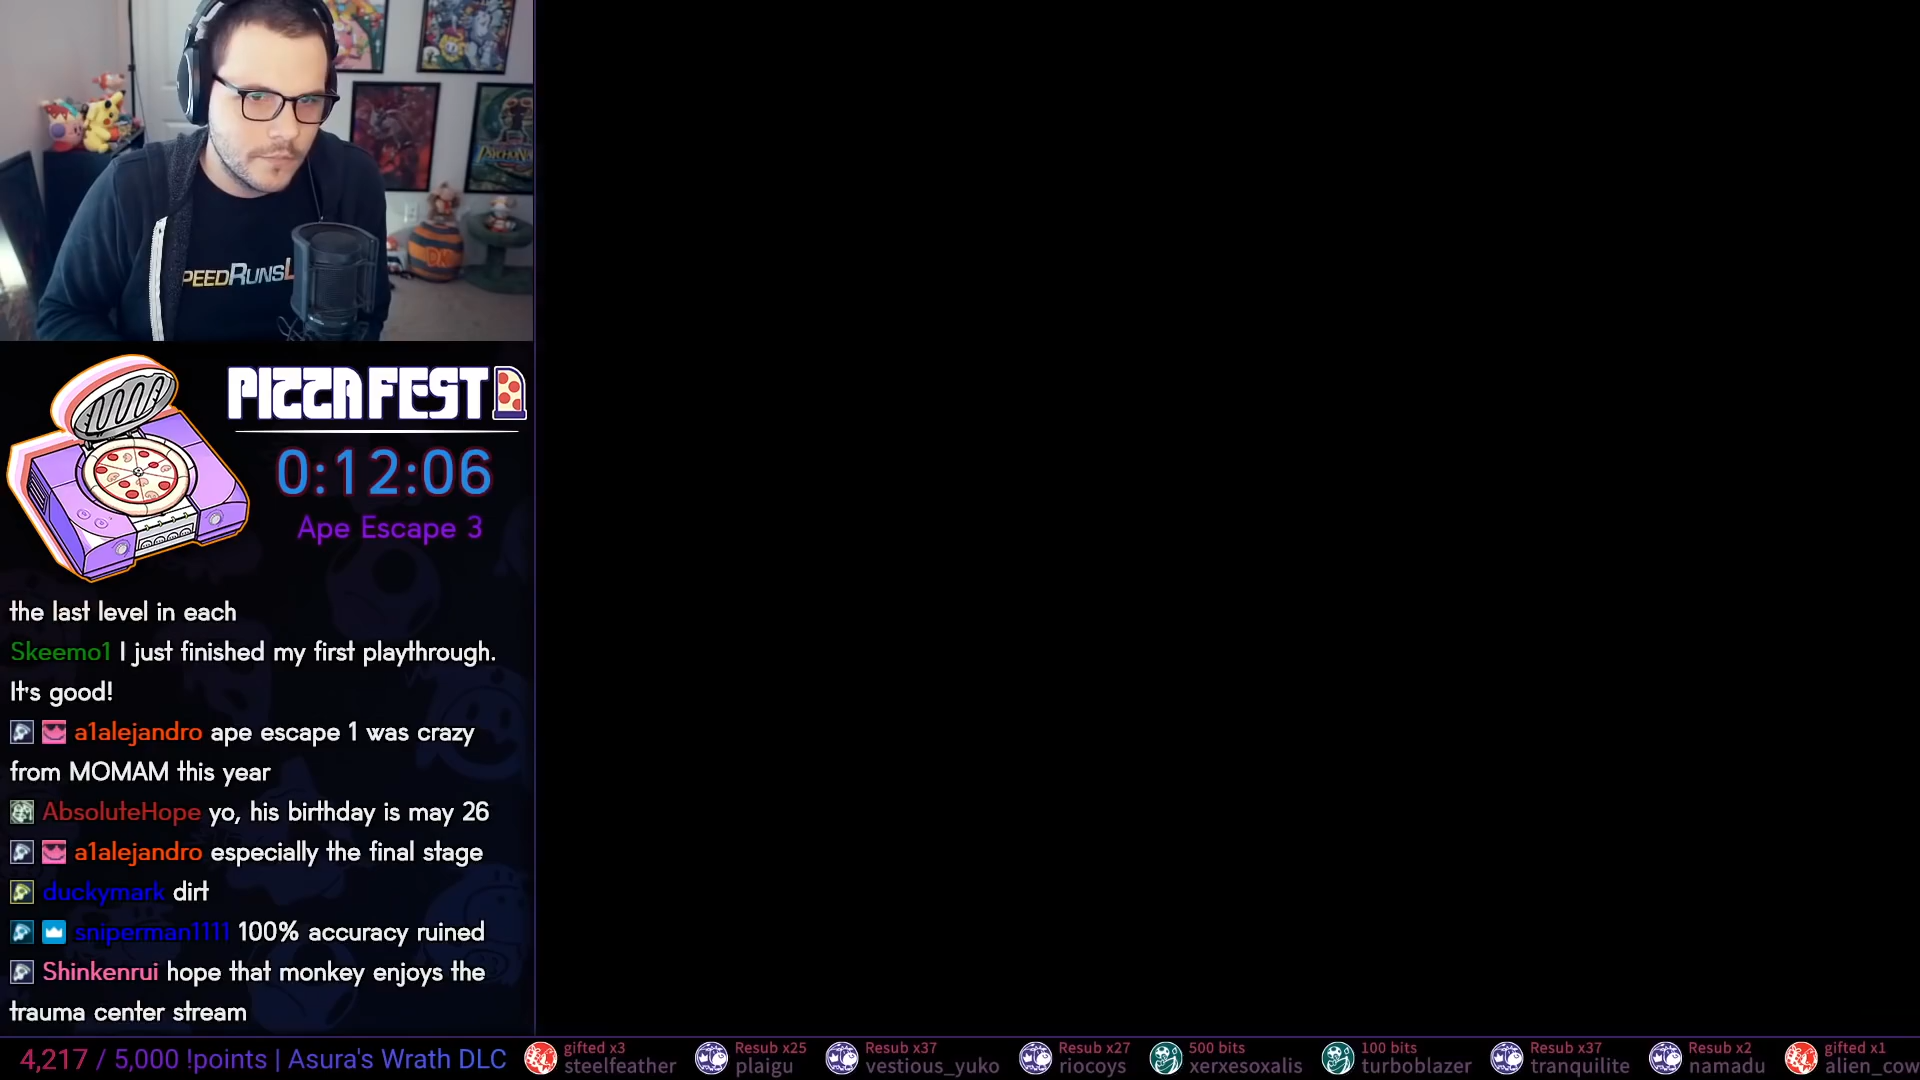 PEEDRUNSL
PIZZA FEST
0:12:06
Ape Escape 3
the last level in each
Skeemo1 I just finished my first playthrough.
It's good!
a1alejandro ape escape 1 was crazy
from MOMAM this year
AbsoluteHope yo, his birthday is may 26
a1alejandro especially the final stage
duckymark dirt
sniperman1111 100% accuracy ruined
Shinkenrui hope that monkey enjoys the
trauma center stream
4,217 / 5,000 !points | Asura's Wrath DLC
gifted x3
steelfeather
Resub x25
plaigu
Resub x37
vestious_yuko
Resub x27
riocoys
500 bits
xerxesoxalis
100 bits
turboblazer
Resub x37
tranquilite
Resub x2
namadu
gifted x1
alien_cow